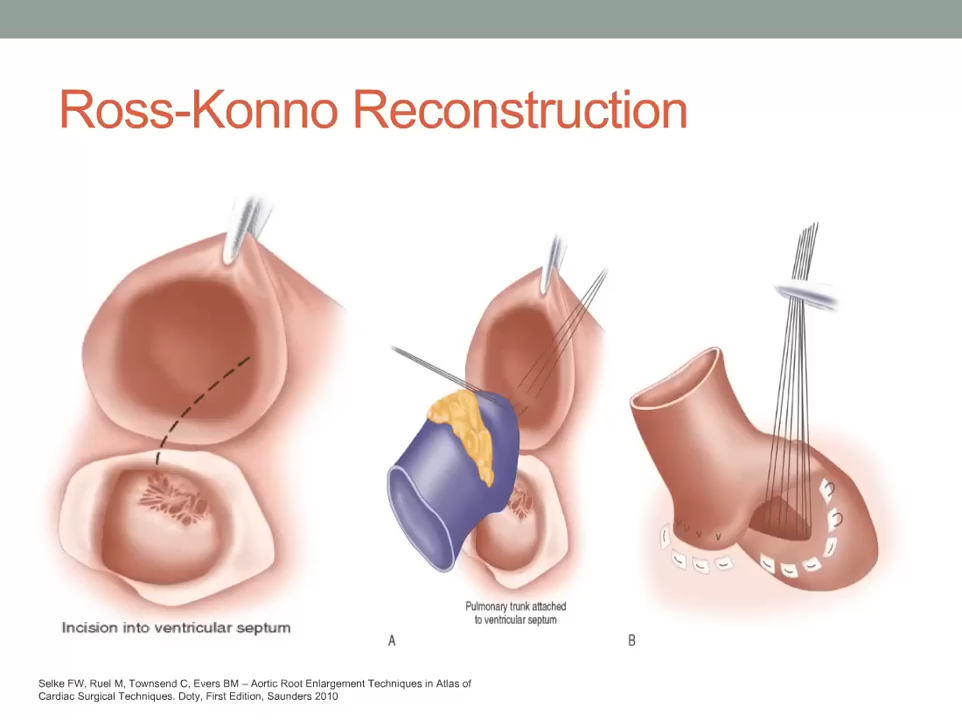 Ross-Konno Reconstruction
Incision into ventricular septum
Pulmonary trunk attached
to ventricular septum
A
B
Selke FW, Ruel M, Townsend C, Evers BM – Aortic Root Enlargement Techniques in Atlas of
Cardiac Surgical Techniques. Doty, First Edition, Saunders 2010